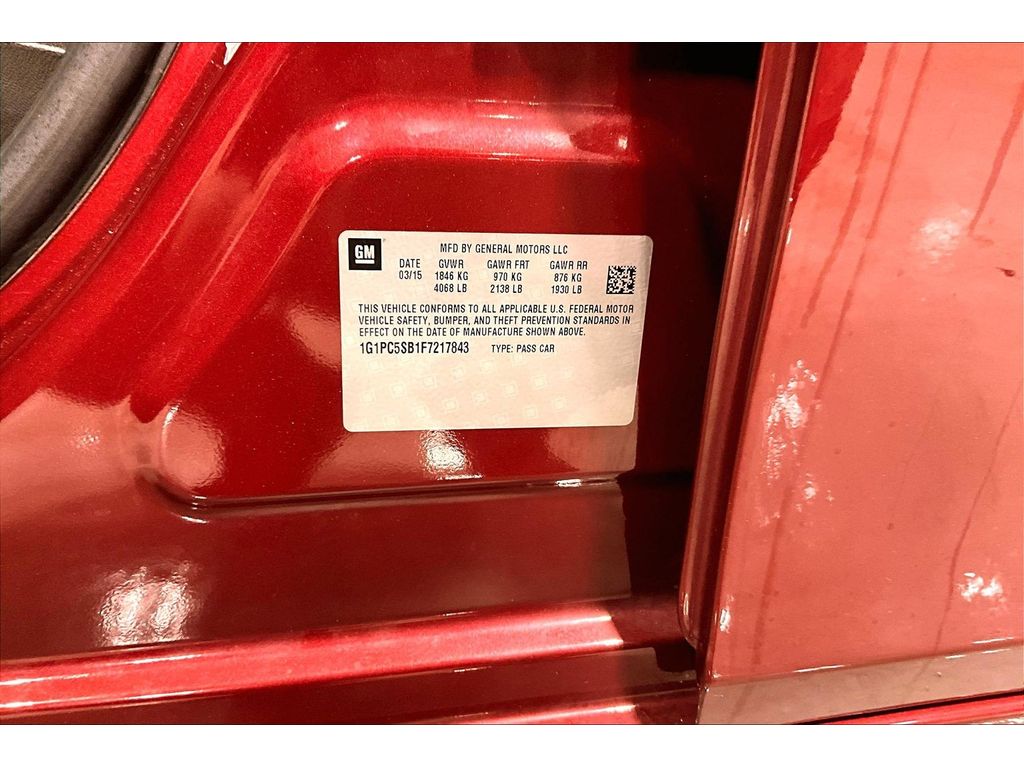 GM
MFD BY GENERAL MOTORS LLC
DATE GVWR GAWR FRT GAWR RR
03/15 1846 KG 970 KG 876 KG
4068 LB 2138 LB 1930 LB
THIS VEHICLE CONFORMS TO ALL APPLICABLE U.S. FEDERAL MOTOR
VEHICLE SAFETY, BUMPER, AND THEFT PREVENTION STANDARDS IN
EFFECT ON THE DATE OF MANUFACTURE SHOWN ABOVE.
1G1PC5SB1F7217843 TYPE: PASS CAR